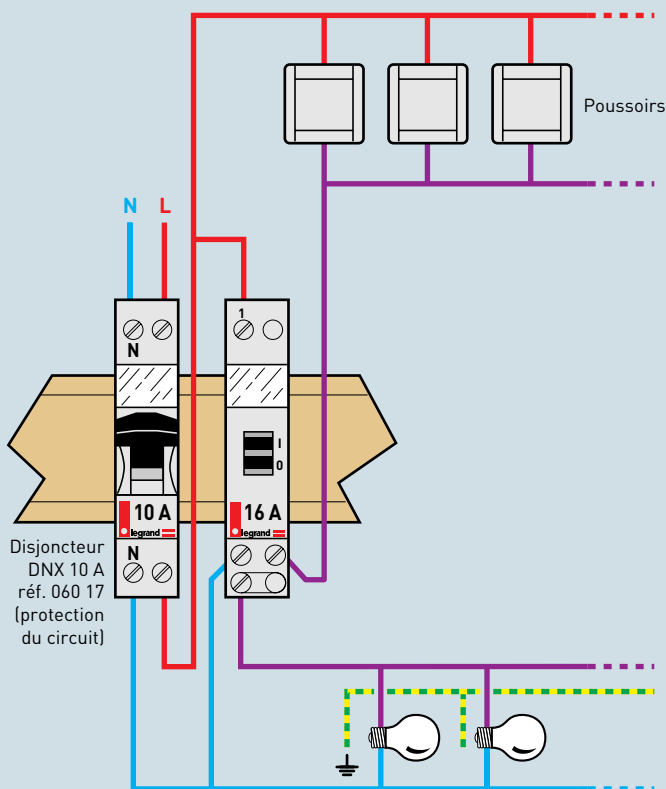 Poussoirs
N L
1
N
I
0
10 A
legrand
16 A
legrand
N
Disjoncteur
DNX 10 A
réf. 060 17
(protection
du circuit)